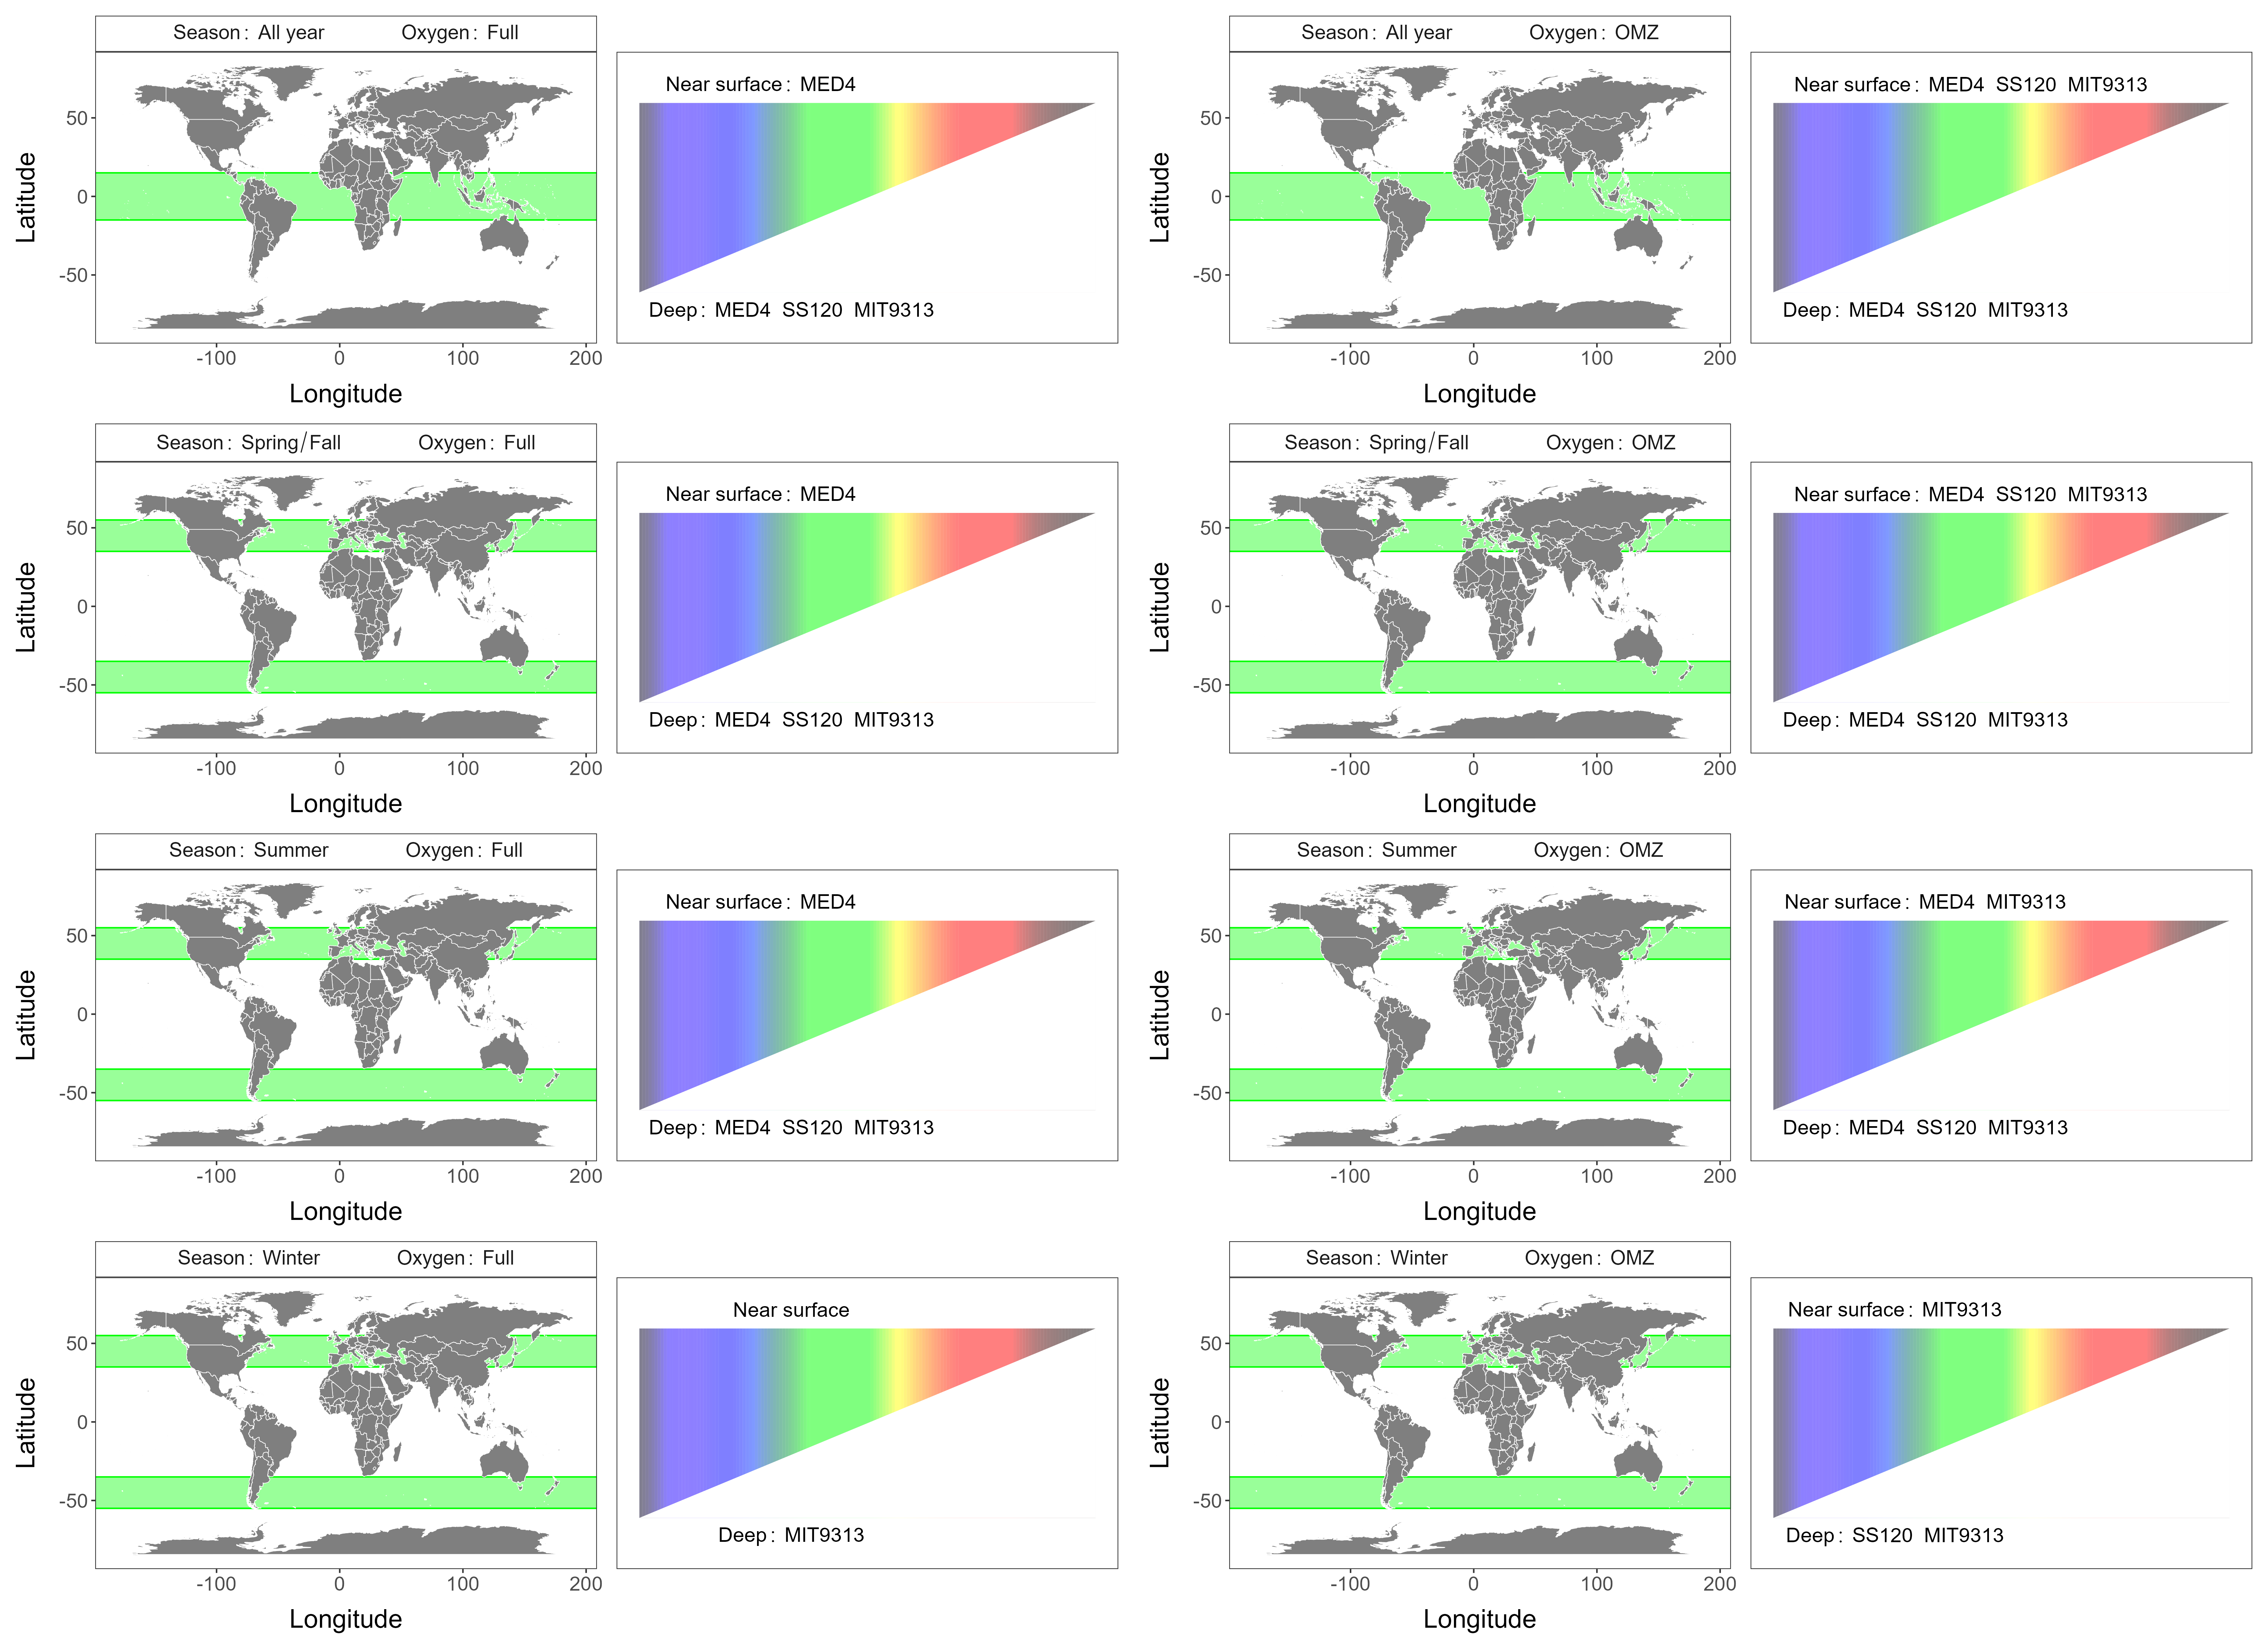 Season: All year Oxygen: Full
Near surface: MED4
Deep: MED4 SS120 MIT9313
50
0
-50
Latitude
-100 0 100 200
Longitude
Season: All year Oxygen: OMZ
Near surface: MED4 SS120 MIT9313
Deep: MED4 SS120 MIT9313
50
0
-50
Latitude
-100 0 100 200
Longitude
Season: Spring/Fall Oxygen: Full
Near surface: MED4
Deep: MED4 SS120 MIT9313
50
0
-50
Latitude
-100 0 100 200
Longitude
Season: Spring/Fall Oxygen: OMZ
Near surface: MED4 SS120 MIT9313
Deep: MED4 SS120 MIT9313
50
0
-50
Latitude
-100 0 100 200
Longitude
Season: Summer Oxygen: Full
Near surface: MED4
Deep: MED4 SS120 MIT9313
50
0
-50
Latitude
-100 0 100 200
Longitude
Season: Summer Oxygen: OMZ
Near surface: MED4 MIT9313
Deep: MED4 SS120 MIT9313
50
0
-50
Latitude
-100 0 100 200
Longitude
Season: Winter Oxygen: Full
Near surface
Deep: MIT9313
50
0
-50
Latitude
-100 0 100 200
Longitude
Season: Winter Oxygen: OMZ
Near surface: MIT9313
Deep: SS120 MIT9313
50
0
-50
Latitude
-100 0 100 200
Longitude